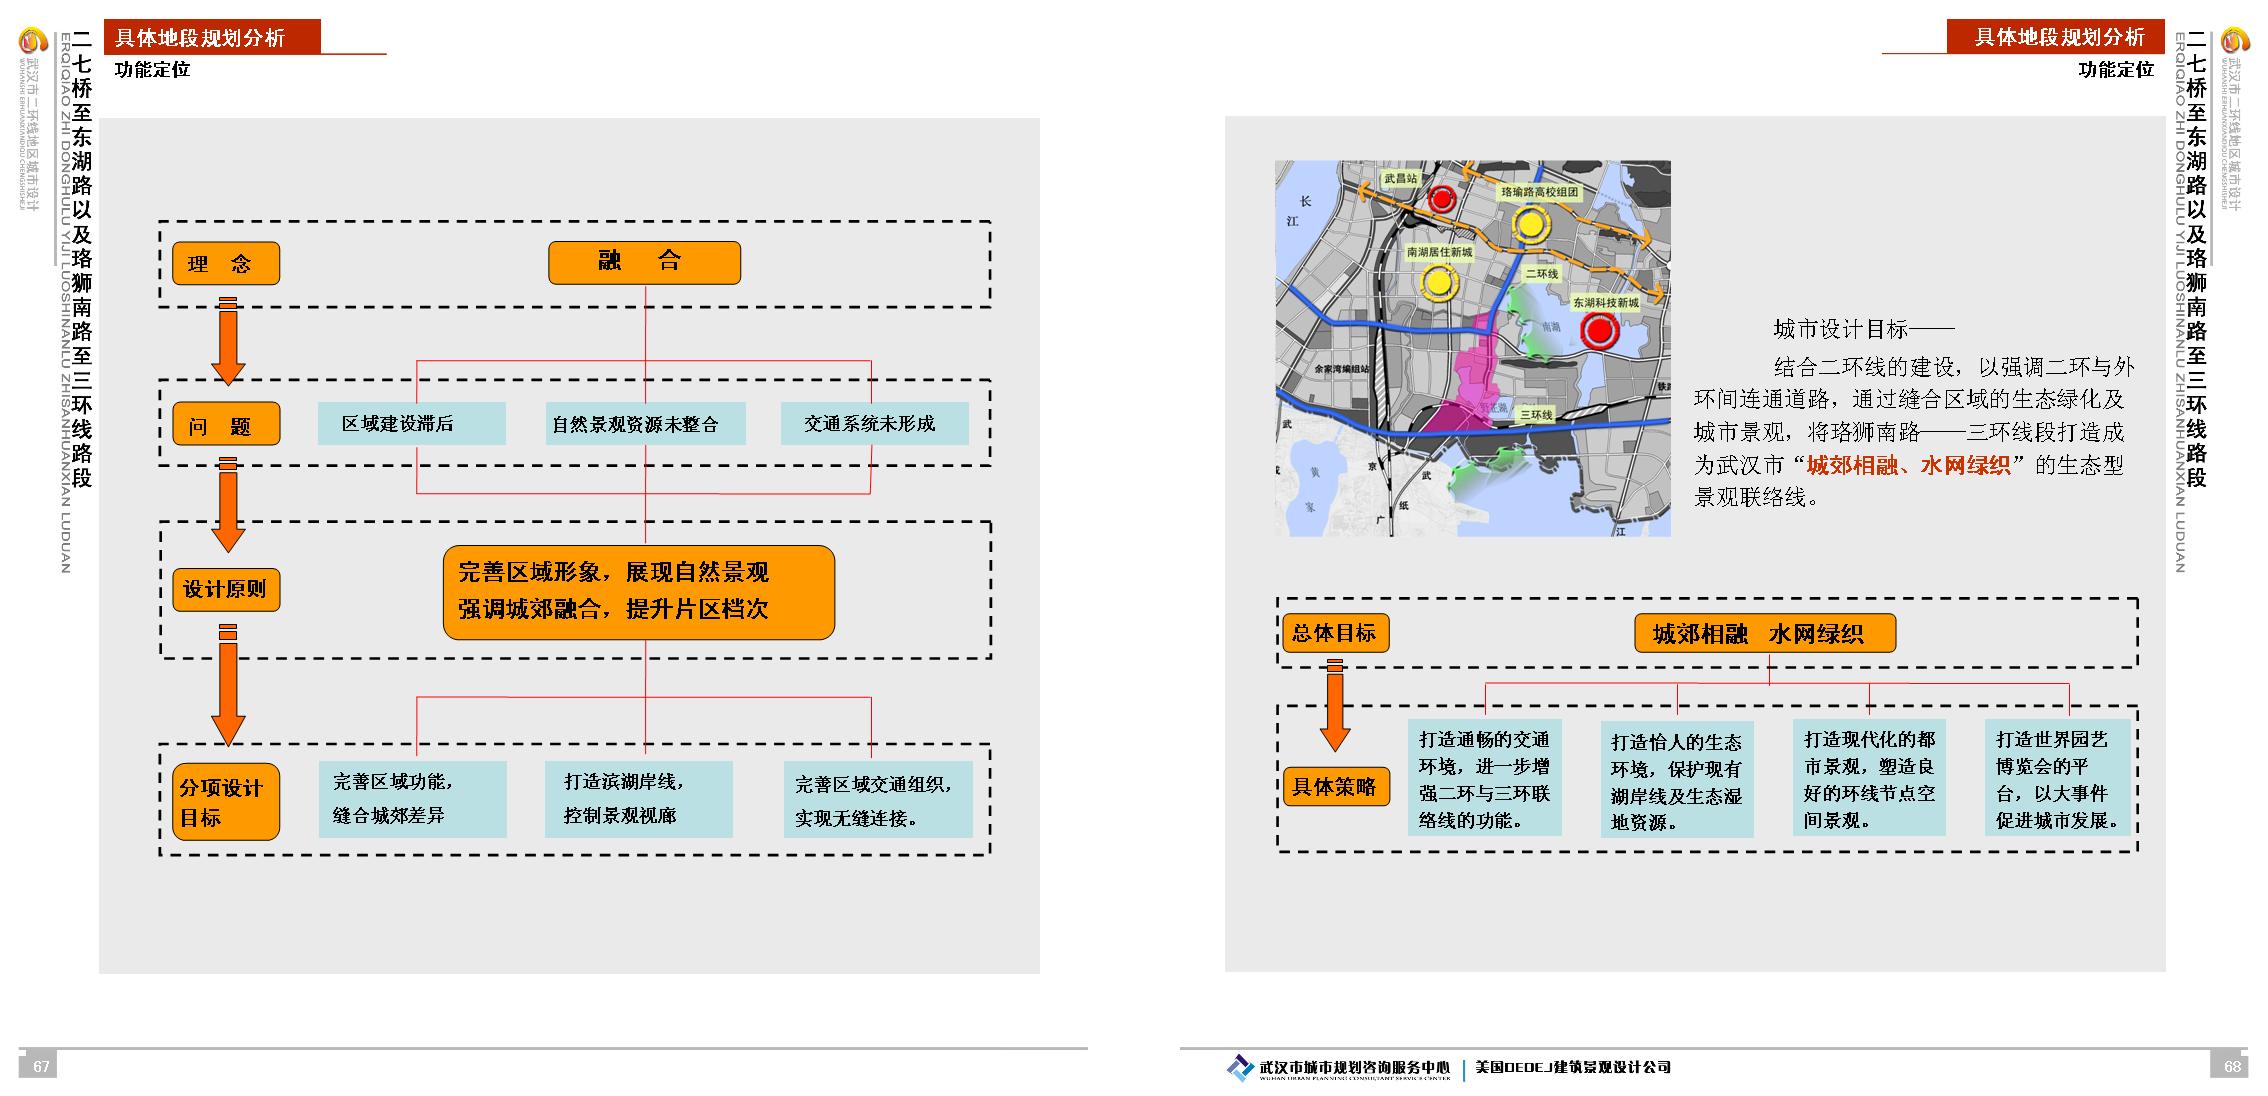 武汉市二环线地区城市设计
WUHANSHI ERHUANXIANDIQU CHENGSHISHEJI
二七桥至东湖路以及珞狮南路至三环线路段
ERQIQIAO ZHI DONGHULU YIJI LUOSHINANLU ZHISANHUANXIAN LUDUAN
具体地段规划分析
功能定位
理 念
融 合
问 题
区域建设滞后
自然景观资源未整合
交通系统未形成
设计原则
完善区域形象，展现自然景观
强调城郊融合，提升片区档次
分项设计
目标
完善区域功能，
缝合城郊差异
打造滨湖岸线，
控制景观视廊
完善区域交通组织，
实现无缝连接。
67
具体地段规划分析
功能定位
长
江
武昌站
珞瑜路高校组团
南湖居住新城
二环线
东湖科技新城
南湖
余家湾编组站
野芷湖
三环线
铁路
武
咸
黄
家
京
广
武
纸
江
城市设计目标——
结合二环线的建设，以强调二环与外
环间连通道路，通过缝合区域的生态绿化及
城市景观，将珞狮南路——三环线段打造成
为武汉市“城郊相融、水网绿织”的生态型
景观联络线。
总体目标
城郊相融 水网绿织
具体策略
打造通畅的交通
环境，进一步增
强二环与三环联
络线的功能。
打造怡人的生态
环境，保护现有
湖岸线及生态湿
地资源。
打造现代化的都
市景观，塑造良
好的环线节点空
间景观。
打造世界园艺
博览会的平
台，以大事件
促进城市发展。
二七桥至东湖路以及珞狮南路至三环线路段
ERQIQIAO ZHI DONGHULU YIJI LUOSHINANLU ZHISANHUANXIAN LUDUAN
武汉市二环线地区城市设计
WUHANSHI ERHUANXIANDIQU CHENGSHISHEJI
武汉市城市规划咨询服务中心
WUHAN URBAN PLANNING CONSULTANT SERVICE CENTER
美国DEDEJ建筑景观设计公司
68